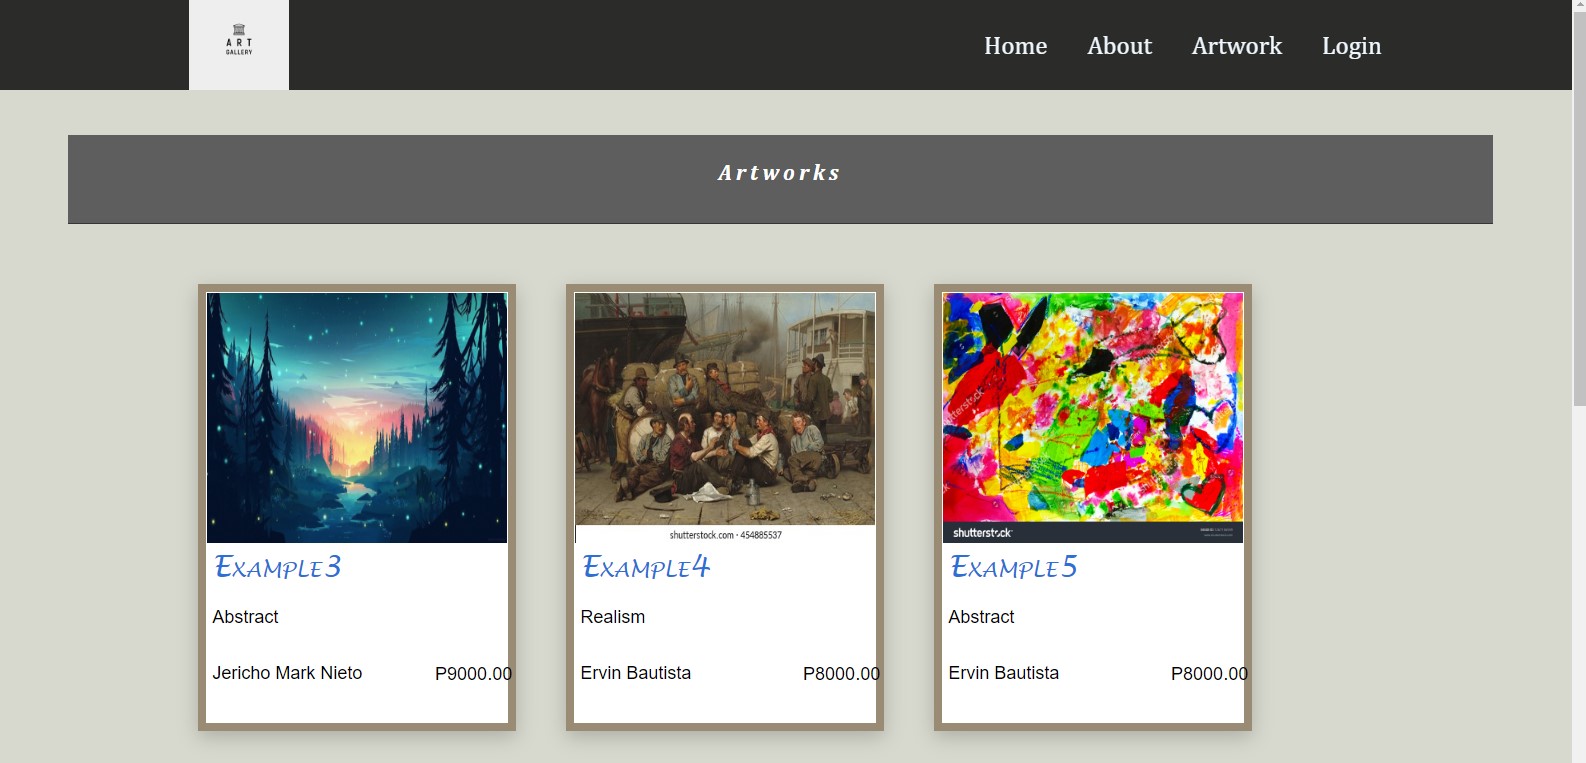 ART
GALLERY
Home About Artwork Login
Artworks
shutterstock.com · 454885537
shutterstock
Example3
Example4
Example5
Abstract
Realism
Abstract
Jericho Mark Nieto P9000.00
Ervin Bautista P8000.00
Ervin Bautista P8000.00